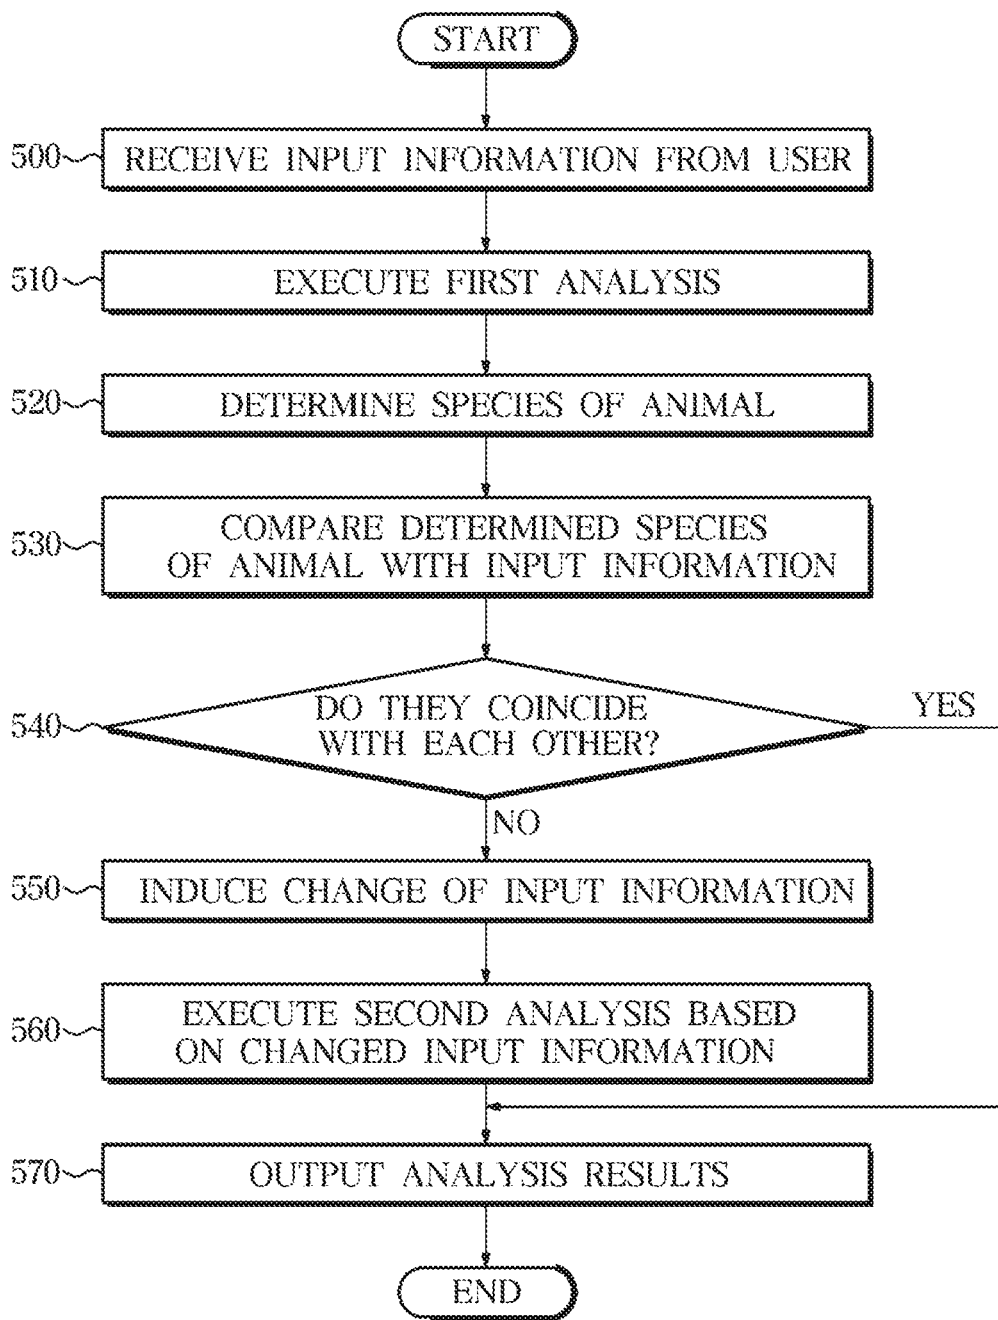 START
500
RECEIVE INPUT INFORMATION FROM USER
510
EXECUTE FIRST ANALYSIS
520
DETERMINE SPECIES OF ANIMAL
530
COMPARE DETERMINED SPECIES
OF ANIMAL WITH INPUT INFORMATION
540
DO THEY COINCIDE
WITH EACH OTHER?
YES
NO
550
INDUCE CHANGE OF INPUT INFORMATION
560
EXECUTE SECOND ANALYSIS BASED
ON CHANGED INPUT INFORMATION
570
OUTPUT ANALYSIS RESULTS
END